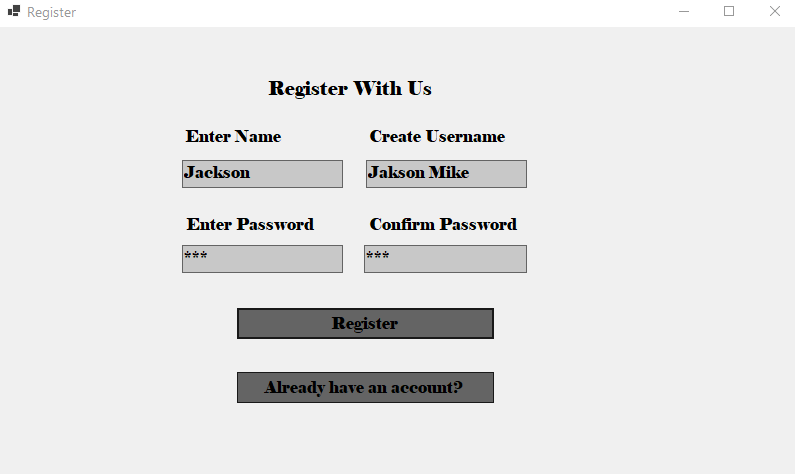 Register
Register With Us
Enter Name
Create Username
Jackson
Jakson Mike
Enter Password
Confirm Password
***
***
Register
Already have an account?